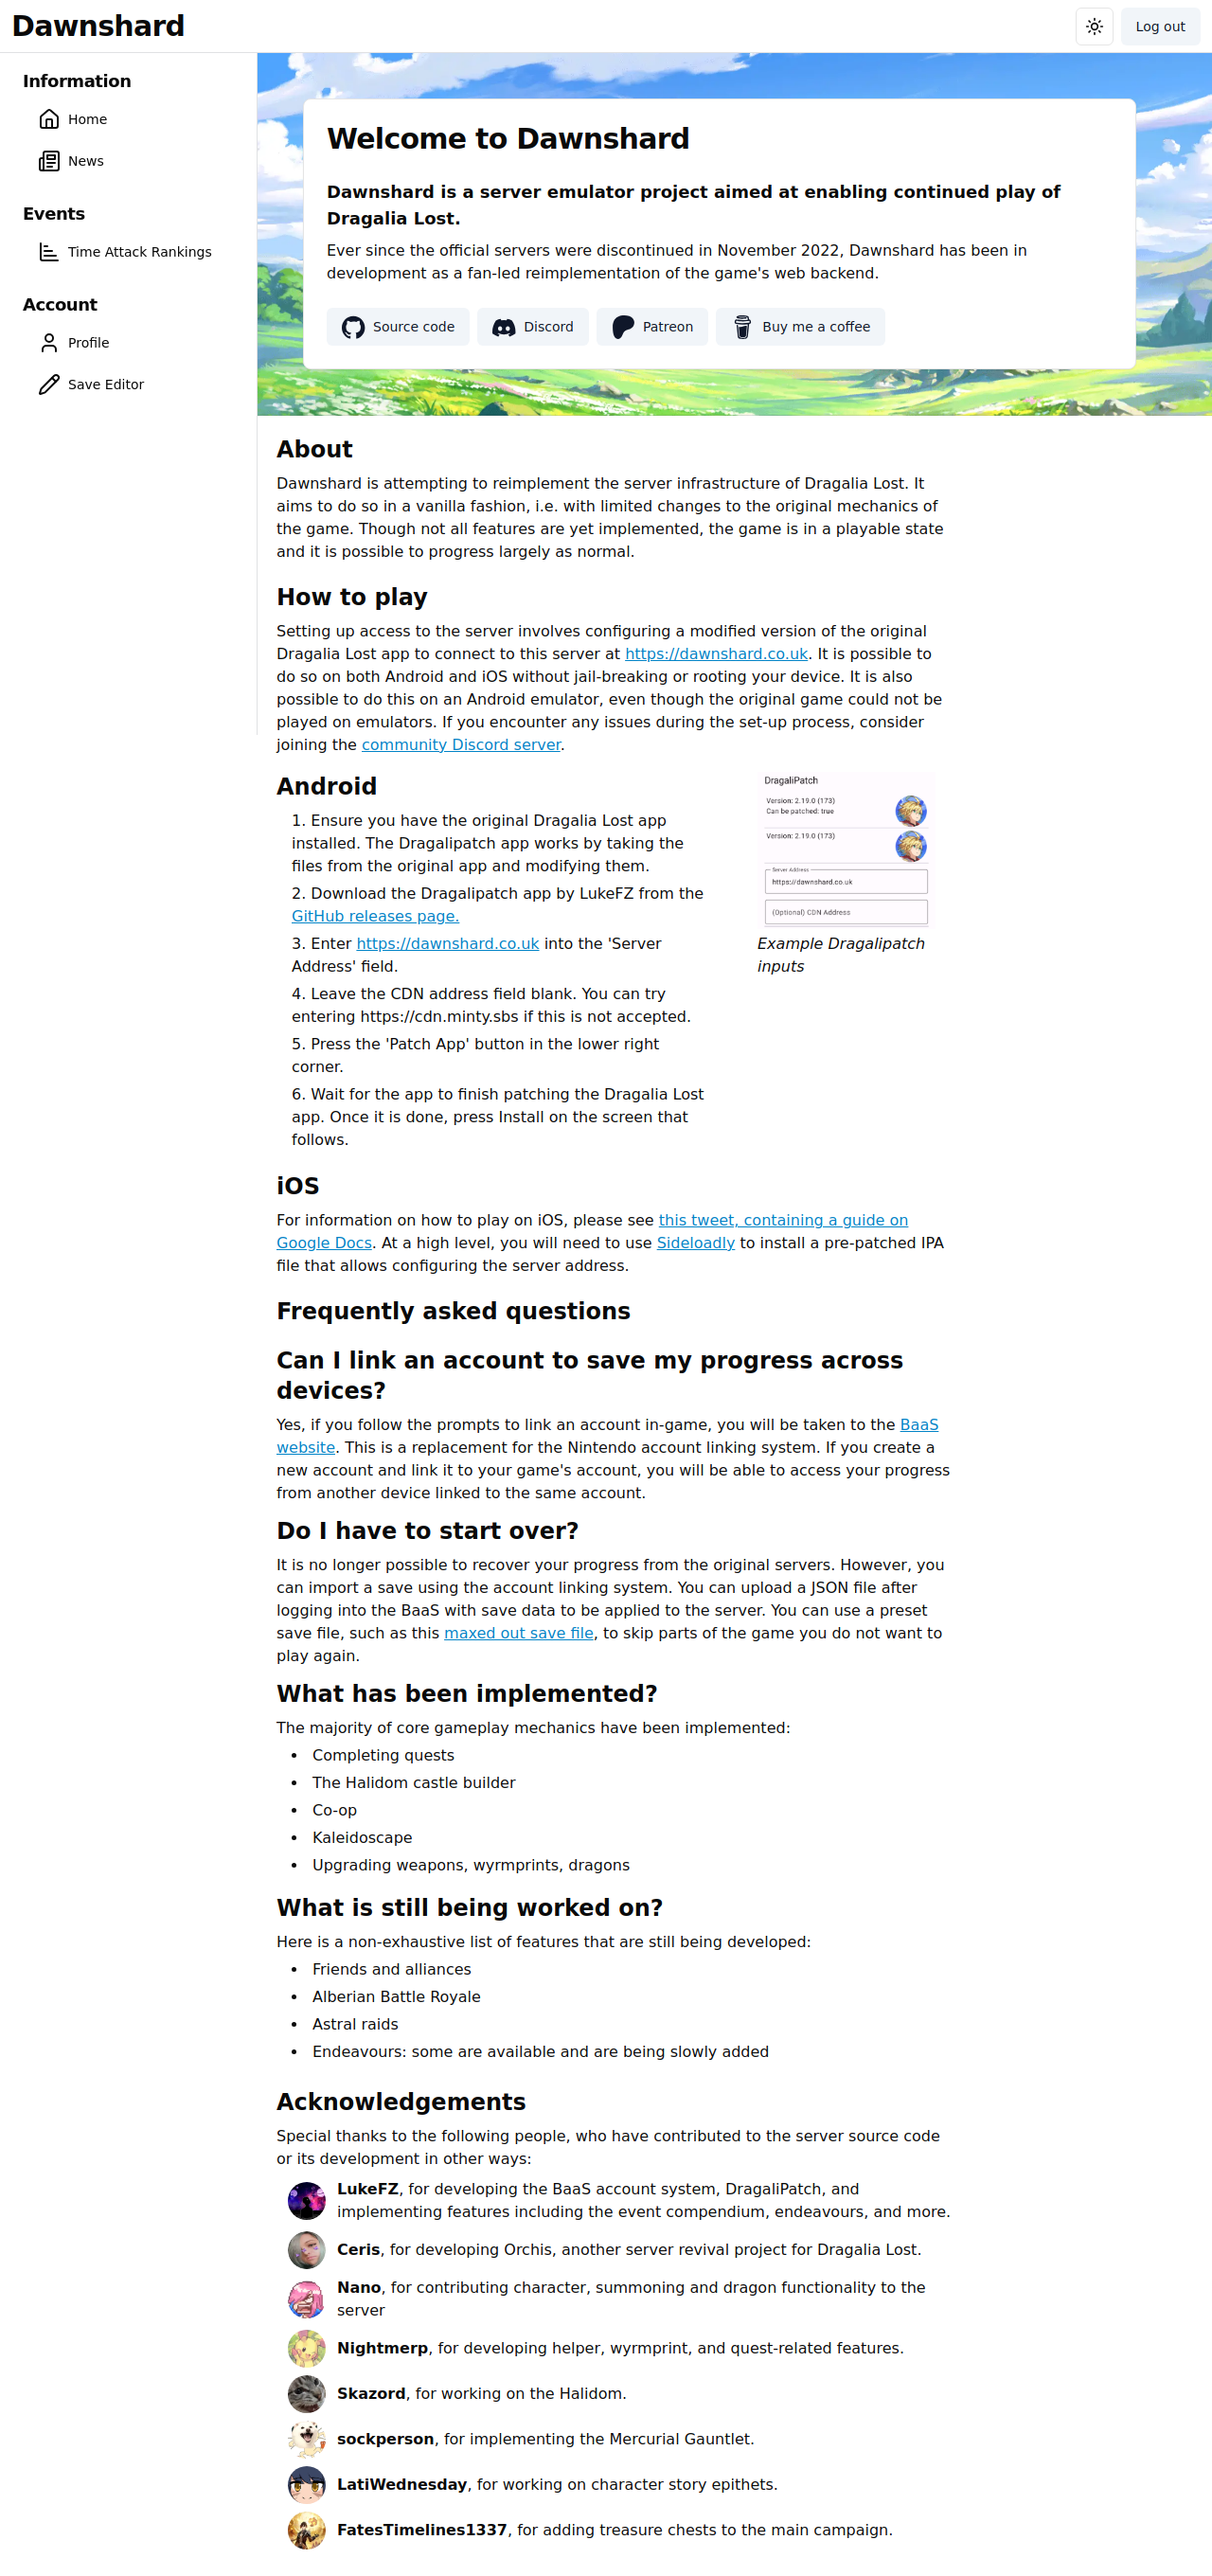 Dawnshard
Log out
Information
Home
News
Events
Time Attack Rankings
Account
Profile
Save Editor
Welcome to Dawnshard
Dawnshard is a server emulator project aimed at enabling continued play of
Dragalia Lost.
Ever since the official servers were discontinued in November 2022, Dawnshard has been in
development as a fan-led reimplementation of the game's web backend.
Source code
Discord
Patreon
Buy me a coffee
About
Dawnshard is attempting to reimplement the server infrastructure of Dragalia Lost. It
aims to do so in a vanilla fashion, i.e. with limited changes to the original mechanics of
the game. Though not all features are yet implemented, the game is in a playable state
and it is possible to progress largely as normal.
How to play
Setting up access to the server involves configuring a modified version of the original
Dragalia Lost app to connect to this server at https://dawnshard.co.uk. It is possible to
do so on both Android and iOS without jail-breaking or rooting your device. It is also
possible to do this on an Android emulator, even though the original game could not be
played on emulators. If you encounter any issues during the set-up process, consider
joining the community Discord server.
Android
1. Ensure you have the original Dragalia Lost app
installed. The Dragalipatch app works by taking the
files from the original app and modifying them.
2. Download the Dragalipatch app by LukeFZ from the
GitHub releases page.
3. Enter https://dawnshard.co.uk into the 'Server
Address' field.
4. Leave the CDN address field blank. You can try
entering https://cdn.minty.sbs if this is not accepted.
5. Press the 'Patch App' button in the lower right
corner.
6. Wait for the app to finish patching the Dragalia Lost
app. Once it is done, press Install on the screen that
follows.
DragaliPatch
Version: 2.19.0 (173)
Can be patched: true
Version: 2.19.0 (173)
Server Address
https://dawnshard.co.uk
(Optional) CDN Address
Example Dragalipatch
inputs
iOS
For information on how to play on iOS, please see this tweet, containing a guide on
Google Docs. At a high level, you will need to use Sideloadly to install a pre-patched IPA
file that allows configuring the server address.
Frequently asked questions
Can I link an account to save my progress across
devices?
Yes, if you follow the prompts to link an account in-game, you will be taken to the BaaS
website. This is a replacement for the Nintendo account linking system. If you create a
new account and link it to your game's account, you will be able to access your progress
from another device linked to the same account.
Do I have to start over?
It is no longer possible to recover your progress from the original servers. However, you
can import a save using the account linking system. You can upload a JSON file after
logging into the BaaS with save data to be applied to the server. You can use a preset
save file, such as this maxed out save file, to skip parts of the game you do not want to
play again.
What has been implemented?
The majority of core gameplay mechanics have been implemented:
• Completing quests
• The Halidom castle builder
• Co-op
• Kaleidoscape
• Upgrading weapons, wyrmprints, dragons
What is still being worked on?
Here is a non-exhaustive list of features that are still being developed:
• Friends and alliances
• Alberian Battle Royale
• Astral raids
• Endeavours: some are available and are being slowly added
Acknowledgements
Special thanks to the following people, who have contributed to the server source code
or its development in other ways:
LukeFZ, for developing the BaaS account system, DragaliPatch, and
implementing features including the event compendium, endeavours, and more.
Ceris, for developing Orchis, another server revival project for Dragalia Lost.
Nano, for contributing character, summoning and dragon functionality to the
server
Nightmerp, for developing helper, wyrmprint, and quest-related features.
Skazord, for working on the Halidom.
sockperson, for implementing the Mercurial Gauntlet.
LatiWednesday, for working on character story epithets.
FatesTimelines1337, for adding treasure chests to the main campaign.